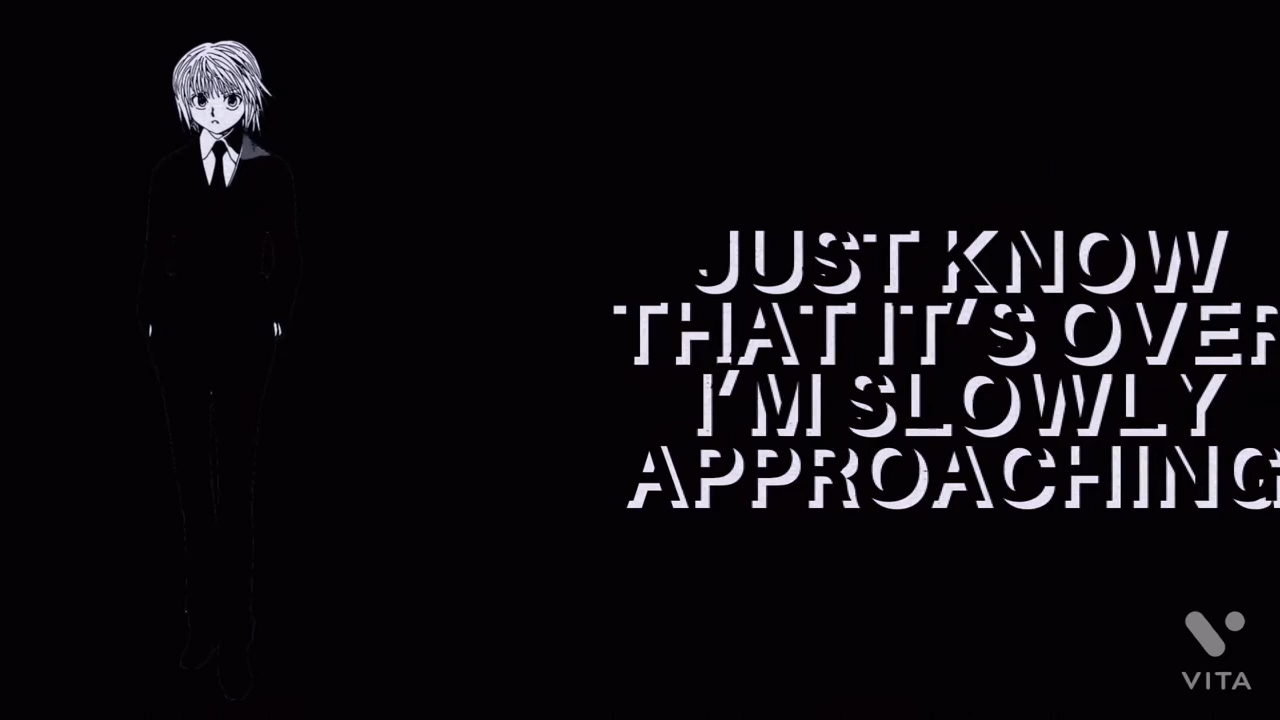 JUST KNOW
THAT IT'S OVER
I'M SLOWLY
APPROACHING
VITA